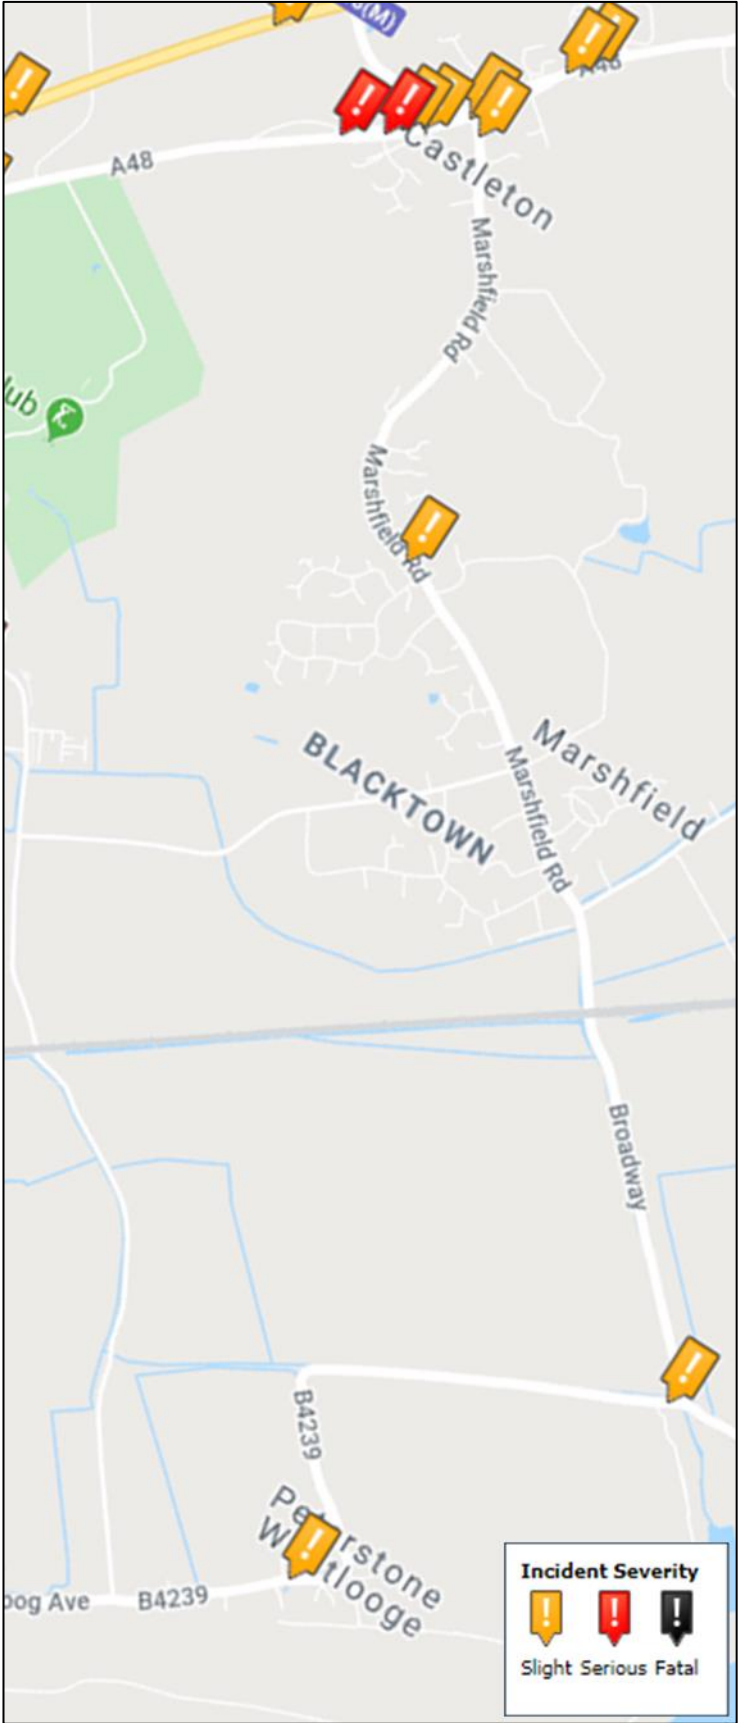 (M)
A48
A48
Castleton
Marshfield Rd
Marshfield Rd
BLACKTOWN
Marshfield
Marshfield Rd
Broadway
B4239
Peterstone
Wentlooge
B4239
Incident Severity
Slight Serious Fatal